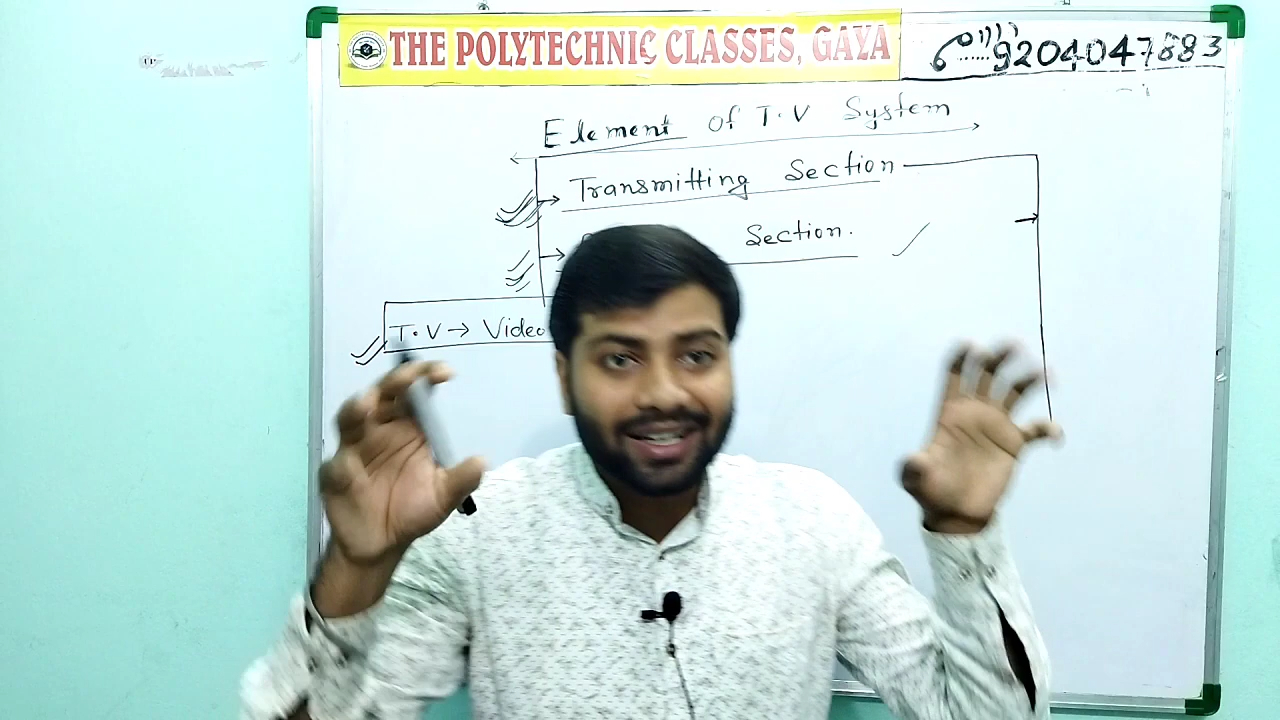 THE POLYTECHNIC CLASSES, GAYA
9204047883
Element of T.V System
Transmitting Section
Section.
T.V → Video